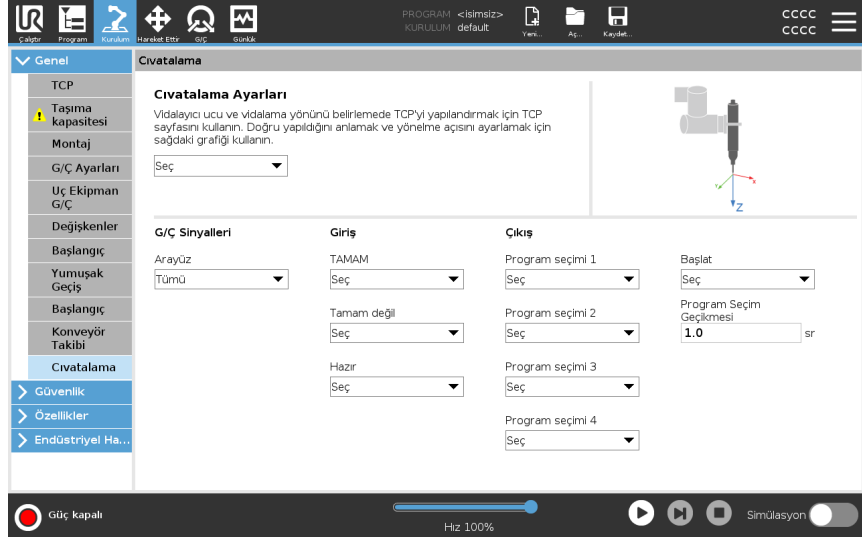 UR
PROGRAM <isimsiz>
KURULUM default
Çalıştır
Program
Kurulum
Hareket Ettir
G/Ç
Günlük
Yeni...
Aç...
Kaydet...
CCCC
CCCC
Genel
TCP
Taşıma
kapasitesi
Montaj
G/Ç Ayarları
Uç Ekipman
G/Ç
Değişkenler
Başlangıç
Yumuşak
Geçiş
Başlangıç
Konveyör
Takibi
Cıvatalama
Güvenlik
Özellikler
Endüstriyel Ha...
Cıvatalama
Cıvatalama Ayarları
Vidalayıcı ucu ve vidalama yönünü belirlemede TCP'yi yapılandırmak için TCP
sayfasını kullanın. Doğru yapıldığını anlamak ve yönelme açısını ayarlamak için
sağdaki grafiği kullanın.
Seç
Y
X
Z
G/Ç Sinyalleri
Giriş
Çıkış
Arayüz
TAMAM
Program seçimi 1
Başlat
Tümü
Seç
Seç
Seç
Tamam değil
Program seçimi 2
Program Seçim
Geçikmesi
Seç
Seç
1.0
sr
Hazır
Program seçimi 3
Seç
Seç
Program seçimi 4
Seç
Güç kapalı
Hız 100%
Simülasyon